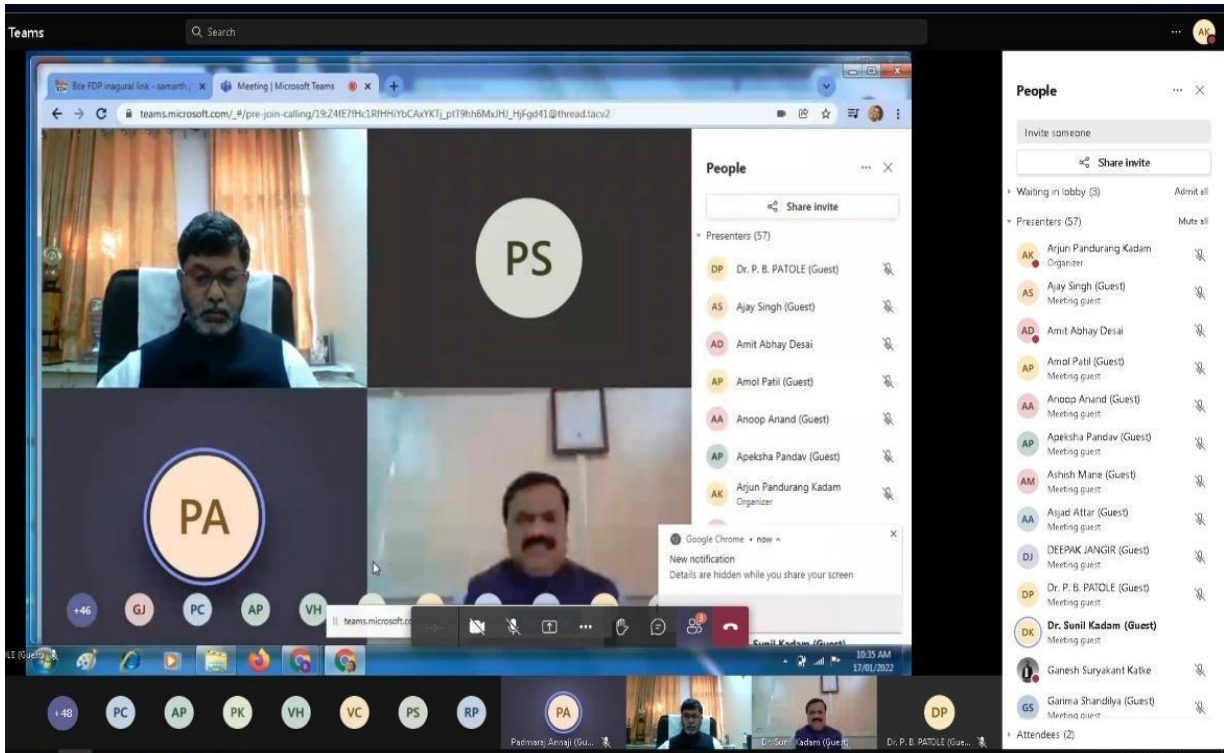 Teams
Search
AK
Все FDP inagural link - samarth.j
Meeting | Microsoft Teams
teams.microsoft.com/_#/pre-join-calling/19:Z4fE7fHc1RfHHiYbCAxYKTj_ptT9hh6MxJHJ_HjFgd41@thread.tacv2
PS
PA
People
Share invite
Presenters (57)
DP Dr. P. B. PATOLE (Guest)
AS Ajay Singh (Guest)
AD Amit Abhay Desai
AP Amol Patil (Guest)
AA Anoop Anand (Guest)
AP Apeksha Pandav (Guest)
AK Arjun Pandurang Kadam
Organizer
Google Chrome • now
New notification
Details are hidden while you share your screen
+46 GJ PC AP VH
teams.microsoft.co
3
Sunil Kadam (Guest)
10:35 AM
17/01/2022
+48 PC AP PK VH VC PS RP PA DP
Padmaraj Annaji (Gu...
Dr. Sunil Kadam (Guest)
Dr. P. B. PATOLE (Gue...
People
Invite someone
Share invite
Waiting in lobby (3) Admit all
Presenters (57) Mute all
AK Arjun Pandurang Kadam
Organizer
AS Ajay Singh (Guest)
Meeting guest
AD Amit Abhay Desai
AP Amol Patil (Guest)
Meeting guest
AA Anoop Anand (Guest)
Meeting guest
AP Apeksha Pandav (Guest)
Meeting guest
AM Ashish Mane (Guest)
Meeting guest
AA Asjad Attar (Guest)
Meeting guest
DJ DEEPAK JANGIR (Guest)
Meeting guest
DP Dr. P. B. PATOLE (Guest)
Meeting guest
DK Dr. Sunil Kadam (Guest)
Meeting guest
Ganesh Suryakant Katke
GS Garima Shandilya (Guest)
Meeting guest
Attendees (2)